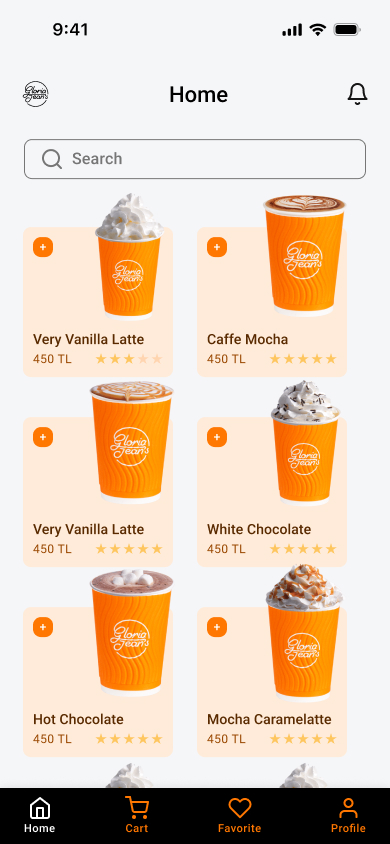 9:41
Gloria Jean's
Home
Search
Gloria Jean's
Gloria Jean's
Very Vanilla Latte
Caffe Mocha
450 TL
450 TL
Gloria Jean's
Gloria Jean's
Very Vanilla Latte
White Chocolate
450 TL
450 TL
Gloria Jean's
Gloria Jean's
Hot Chocolate
Mocha Caramelatte
450 TL
450 TL
Home
Cart
Favorite
Profile